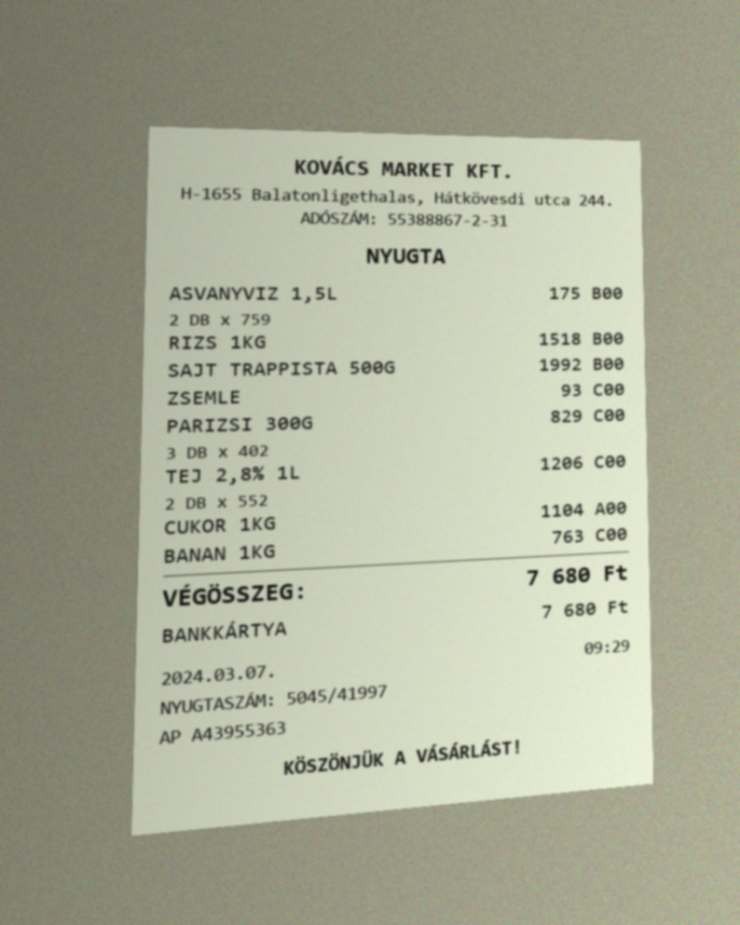 KOVÁCS MARKET KFT.
H-1655 Balatonligethalas, Hátkövesdi utca 244.
ADÓSZÁM: 55388867-2-31
NYUGTA
ASVANYVIZ 1,5L 175 B00
2 DB x 759
RIZS 1KG 1518 B00
SAJT TRAPPISTA 500G 1992 B00
ZSEMLE 93 C00
PARIZSI 300G 829 C00
3 DB x 402
TEJ 2,8% 1L 1206 C00
2 DB x 552
CUKOR 1KG 1104 A00
BANAN 1KG 763 C00
VÉGÖSSZEG: 7 680 Ft
BANKKÁRTYA 7 680 Ft
2024.03.07. 09:29
NYUGTASZÁM: 5045/41997
AP A43955363
KÖSZÖNJÜK A VÁSÁRLÁST!